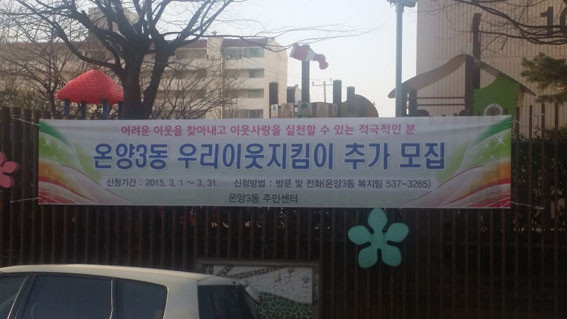 어려운 이웃을 찾아내고 이웃사랑을 실천할 수 있는 적극적인 분
온양3동 우리이웃지킴이 추가 모집
신청기간 : 2015. 3. 1 ~ 3. 31. 신청방법 : 방문 및 전화(온양3동 복지팀 537-3265)
온양3동 주민센터